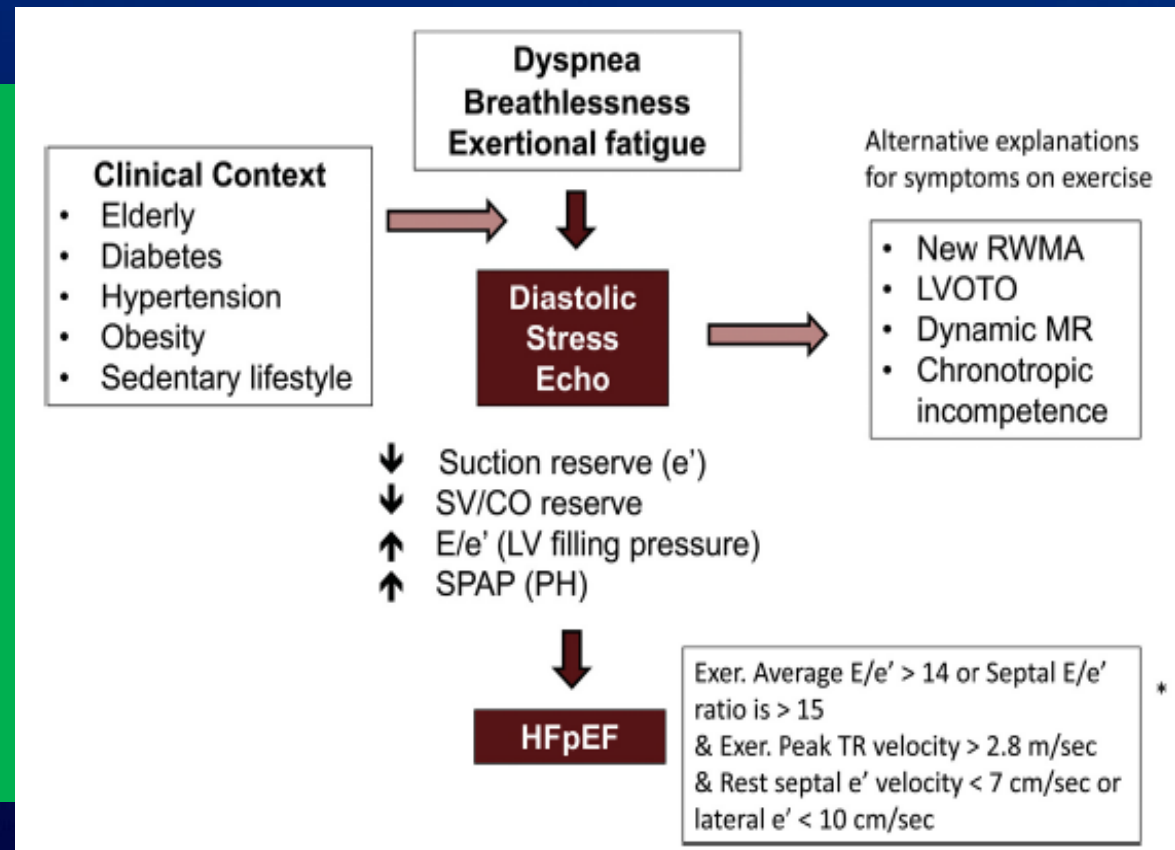 Dyspnea
Breathlessness
Exertional fatigue
Clinical Context
• Elderly
• Diabetes
• Hypertension
• Obesity
• Sedentary lifestyle
Diastolic
Stress
Echo
Alternative explanations
for symptoms on exercise
• New RWMA
• LVOTO
• Dynamic MR
• Chronotropic
incompetence
↓ Suction reserve (e’)
↓ SV/CO reserve
↑ E/e’ (LV filling pressure)
↑ SPAP (PH)
HFpEF
Exer. Average E/e’ > 14 or Septal E/e’
ratio is > 15
& Exer. Peak TR velocity > 2.8 m/sec
& Rest septal e’ velocity < 7 cm/sec or
lateral e’ < 10 cm/sec
*